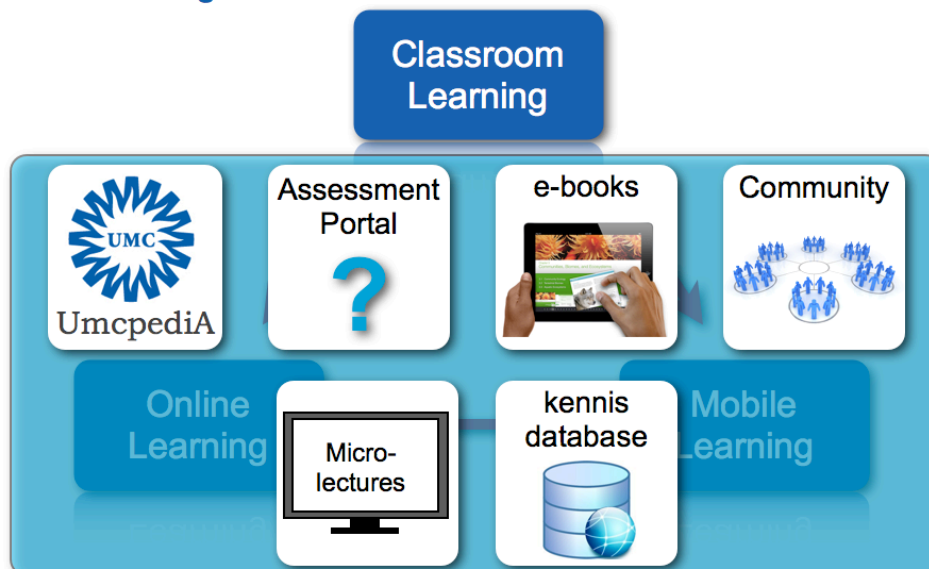 Classroom
Learning
UMC
UmcpediA
Assessment
Portal
?
e-books
Community
Online
Learning
Micro-
lectures
kennis
database
Mobile
Learning